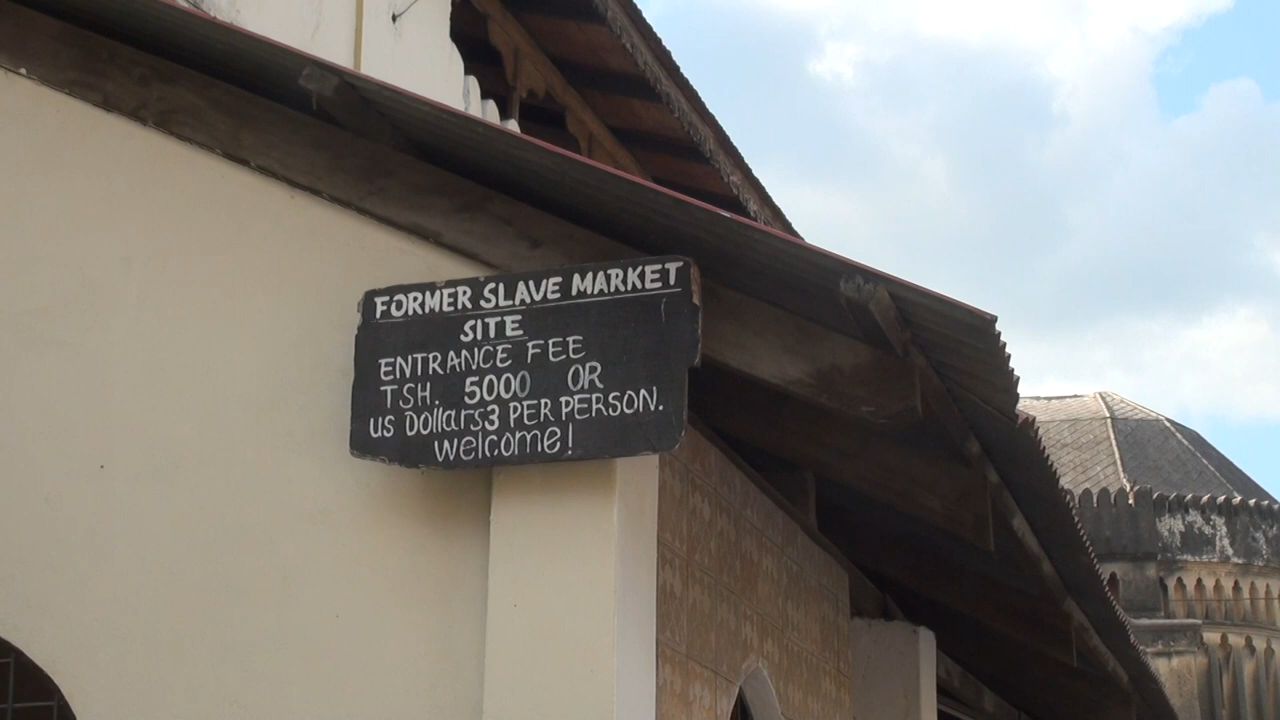 FORMER SLAVE MARKET
SITE
ENTRANCE FEE
TSH. 5000 OR
us Dollars3 PER PERSON.
welcome!